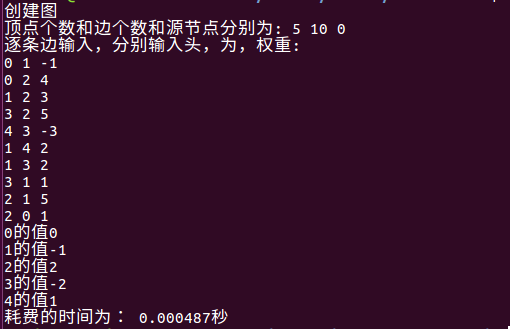 创建图
顶点个数和边个数和源节点分别为: 5 10 0
逐条边输入，分别输入头，为，权重:
0 1 -1
0 2 4
1 2 3
3 2 5
4 3 -3
1 4 2
1 3 2
3 1 1
2 1 5
2 0 1
0的值0
1的值-1
2的值2
3的值-2
4的值1
耗费的时间为： 0.000487秒